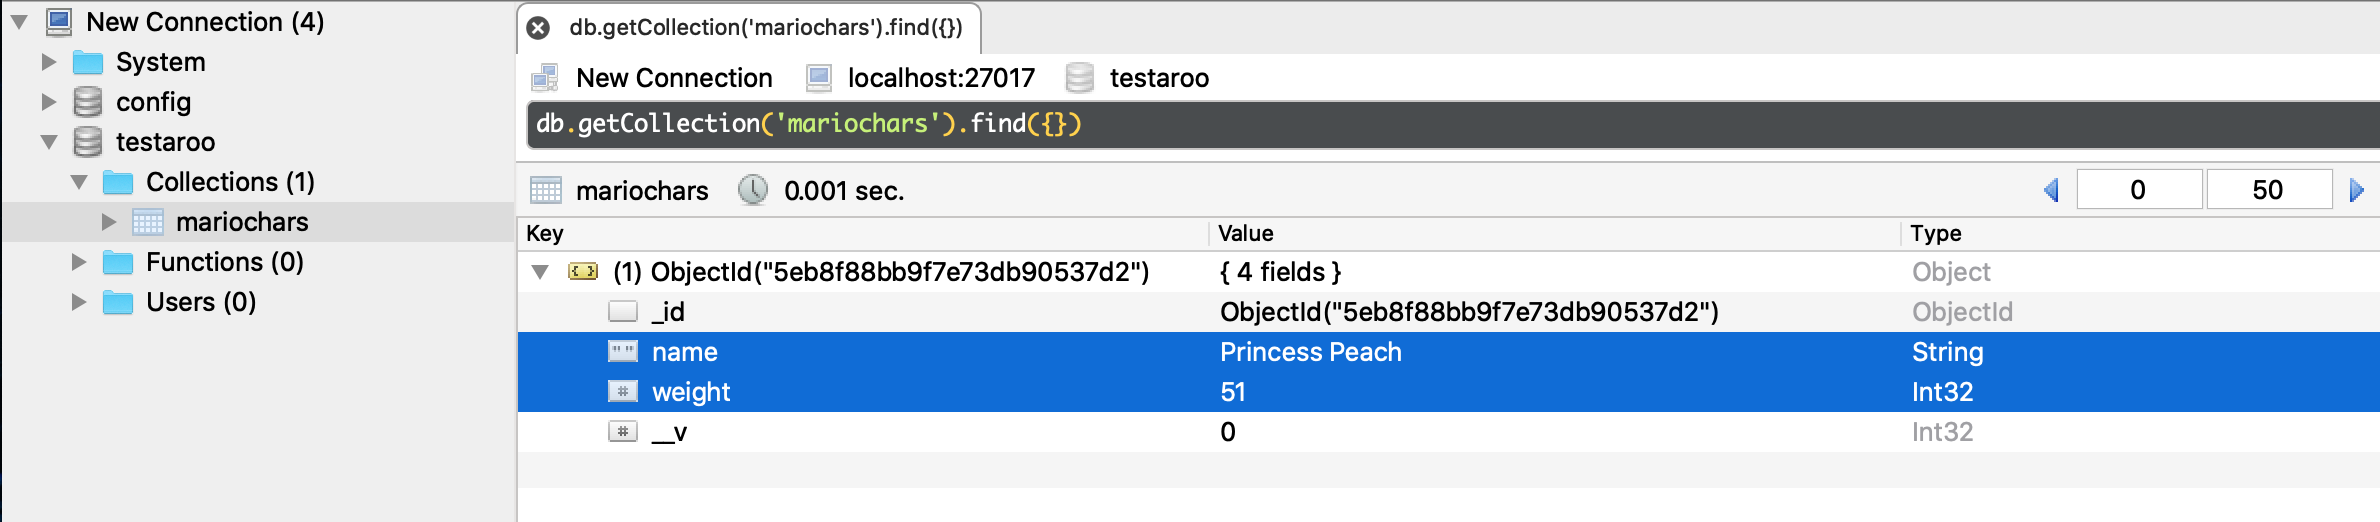 New Connection (4)
System
config
testaroo
Collections (1)
mariochars
Functions (0)
Users (0)
db.getCollection('mariochars').find({})
New Connection localhost:27017 testaroo
db.getCollection('mariochars').find({})
mariochars 0.001 sec. 0 50
Key Value Type
(1) ObjectId("5eb8f88bb9f7e73db90537d2") { 4 fields } Object
_id ObjectId("5eb8f88bb9f7e73db90537d2") ObjectId
name Princess Peach String
weight 51 Int32
__v 0 Int32